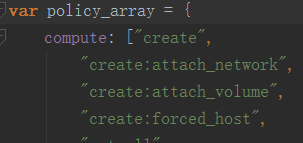 var policy_array = {
compute: ["create",
"create:attach_network",
"create:attach_volume",
"create:forced_host",